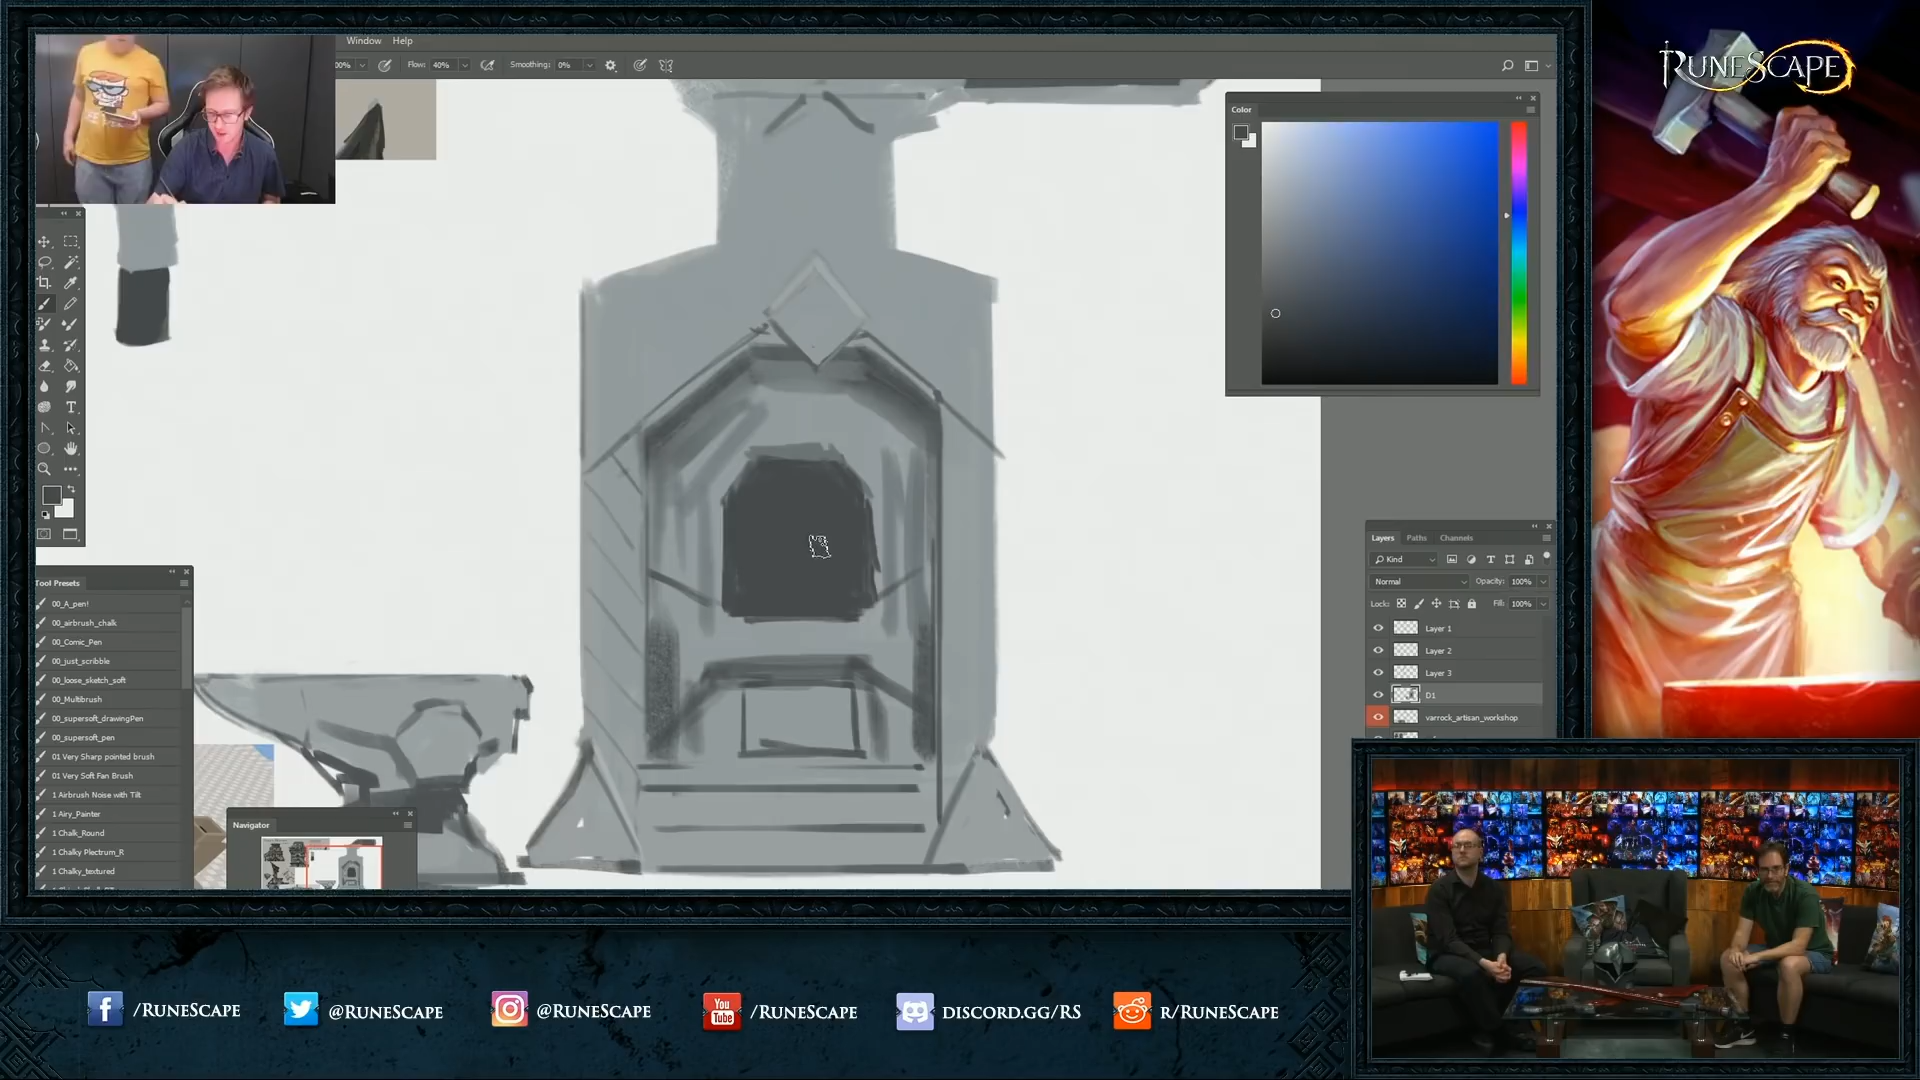 Window Help
00% Flow: 40% Smoothing: 0%
RUNESCAPE
Color
Tool Presets
00_A_pen!
00_airbrush_chalk
00_Comic_Pen
00_just_scribble
00_loose_sketch_soft
00_Multibrush
00_supersoft_drawingPen
00_supersoft_pen
01 Very Sharp pointed brush
01 Very Soft Fan Brush
1 Airbrush Noise with Tilt
1 Airy_Painter
1 Chalk_Round
1 Chalky Plectrum_R
1 Chalky_textured
Navigator
Layers Paths Channels
Kind
Normal Opacity: 100%
Lock: Fill: 100%
Layer 1
Layer 2
Layer 3
D1
varrock_artisan_workshop
/RUNESCAPE
@RUNESCAPE
@RUNESCAPE
You Tube /RUNESCAPE
DISCORD.GG/RS
R/RUNESCAPE